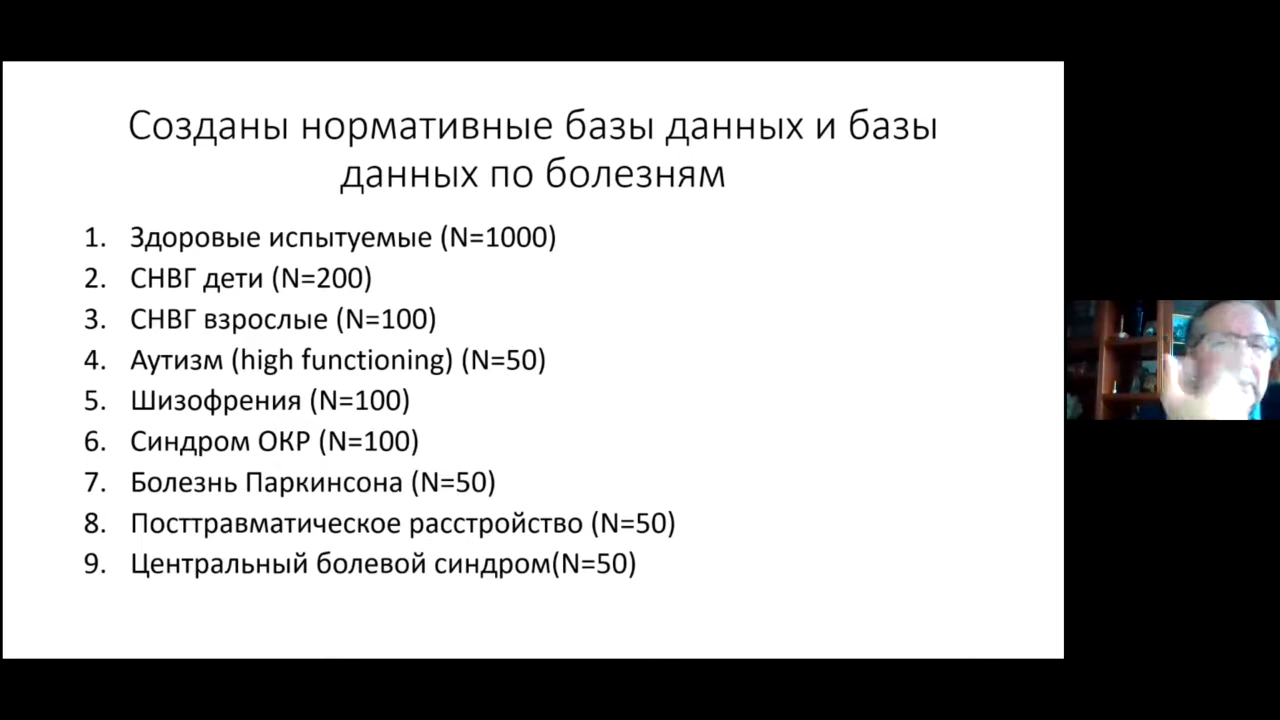 Созданы нормативные базы данных и базы
данных по болезням
1. Здоровые испытуемые (N=1000)
2. СНВГ дети (N=200)
3. СНВГ взрослые (N=100)
4. Аутизм (high functioning) (N=50)
5. Шизофрения (N=100)
6. Синдром ОКР (N=100)
7. Болезнь Паркинсона (N=50)
8. Посттравматическое расстройство (N=50)
9. Центральный болевой синдром(N=50)